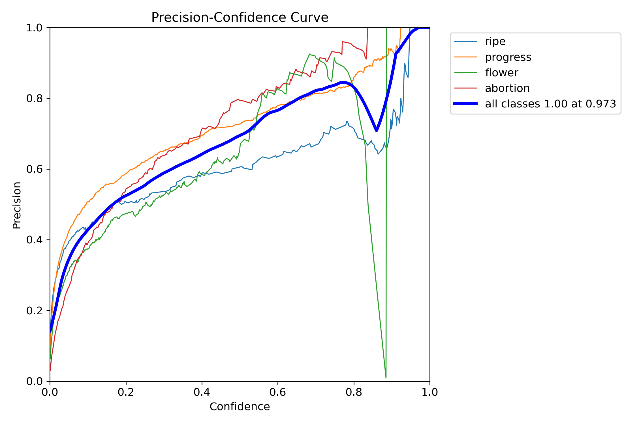 Precision-Confidence Curve
1.0
0.8
0.6
0.4
0.2
0.0
Precision
0.0 0.2 0.4 0.6 0.8 1.0
Confidence
ripe
progress
flower
abortion
all classes 1.00 at 0.973